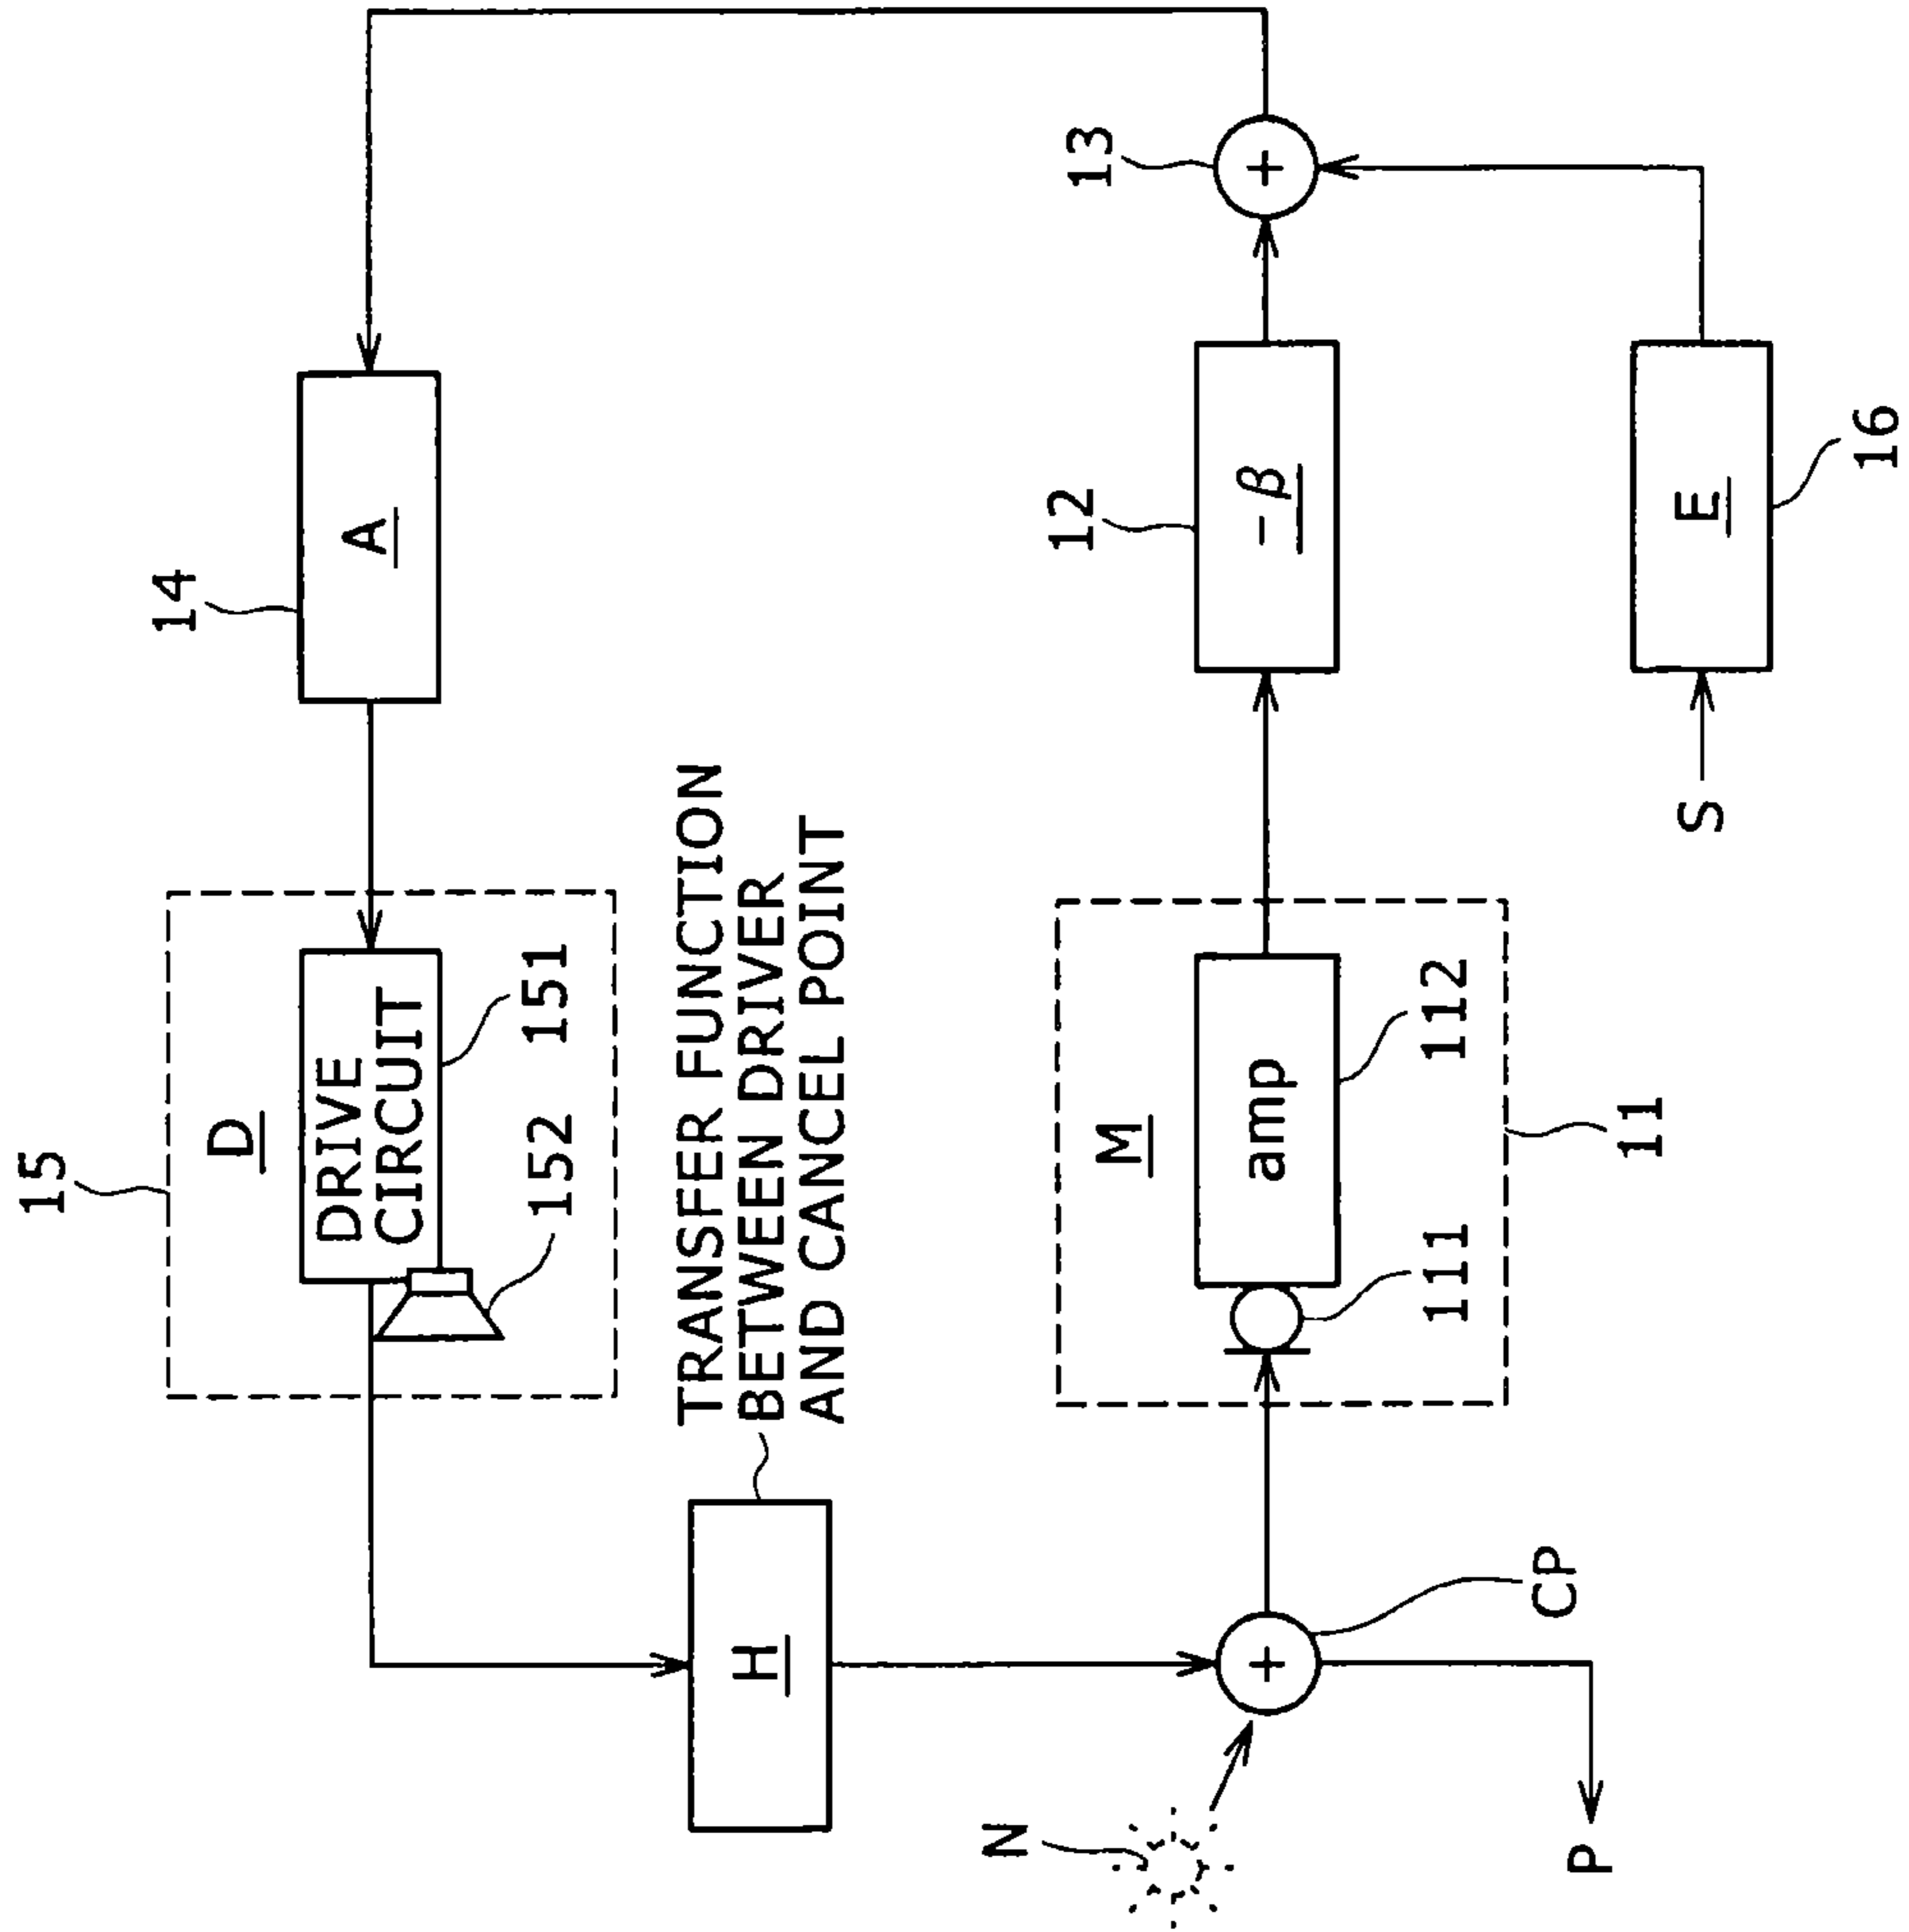 15
D
DRIVE
CIRCUIT
151
152
14
A
TRANSFER FUNCTION
BETWEEN DRIVER
AND CANCEL POINT
H
N
CP
P
M
amp
111
112
11
12
-β
13
S
E
16
+
+